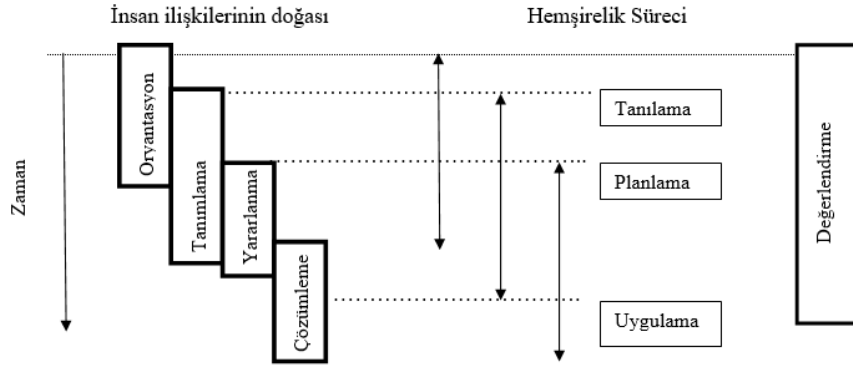 İnsan ilişkilerinin doğası
Hemşirelik Süreci
Zaman
Oryantasyon
Tanımlama
Yararlanma
Çözümleme
Tanılama
Planlama
Uygulama
Değerlendirme